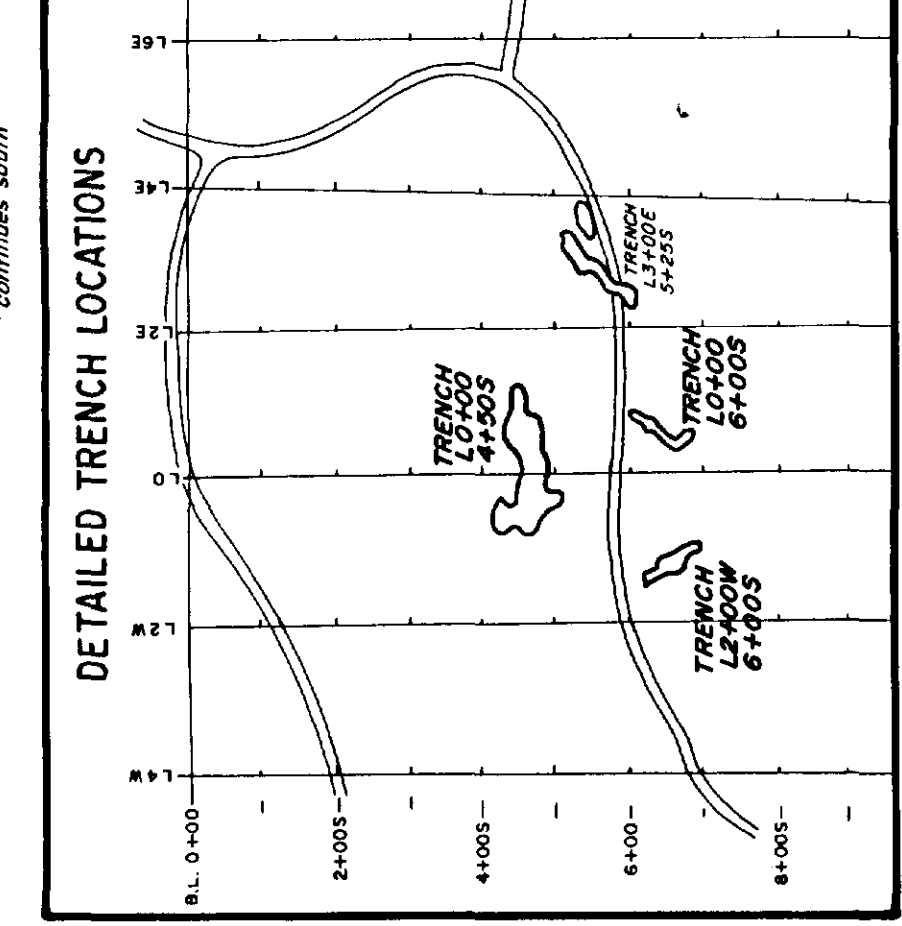 continues south
DETAILED TRENCH LOCATIONS
L6E
L4E
L2E
L0
L2W
L4W
TRENCH
L3+00E
5+25S
TRENCH
L0+00
4+50S
TRENCH
L0+00
6+00S
TRENCH
L2+00W
6+00S
B.L. 0+00
2+00S
4+00S
6+00
8+00S